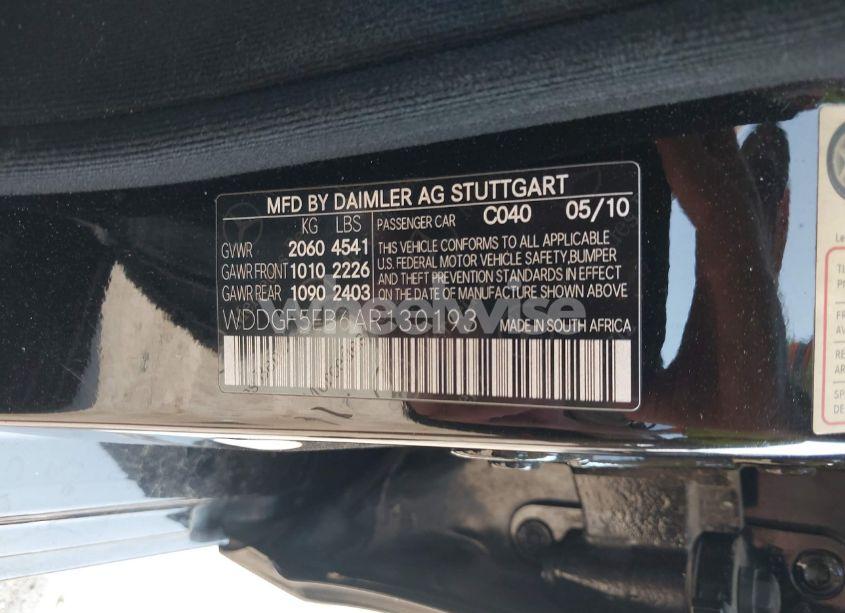 MFD BY DAIMLER AG STUTTGART
KG LBS PASSENGER CAR C040 05/10
GVWR 2060 4541
GAWR FRONT 1010 2226
GAWR REAR 1090 2403
THIS VEHICLE CONFORMS TO ALL APPLICABLE
U.S. FEDERAL MOTOR VEHICLE SAFETY,BUMPER
AND THEFT PREVENTION STANDARDS IN EFFECT
ON THE DATE OF MANUFACTURE SHOWN ABOVE
WDDGF5EB6AR130193 MADE IN SOUTH AFRICA